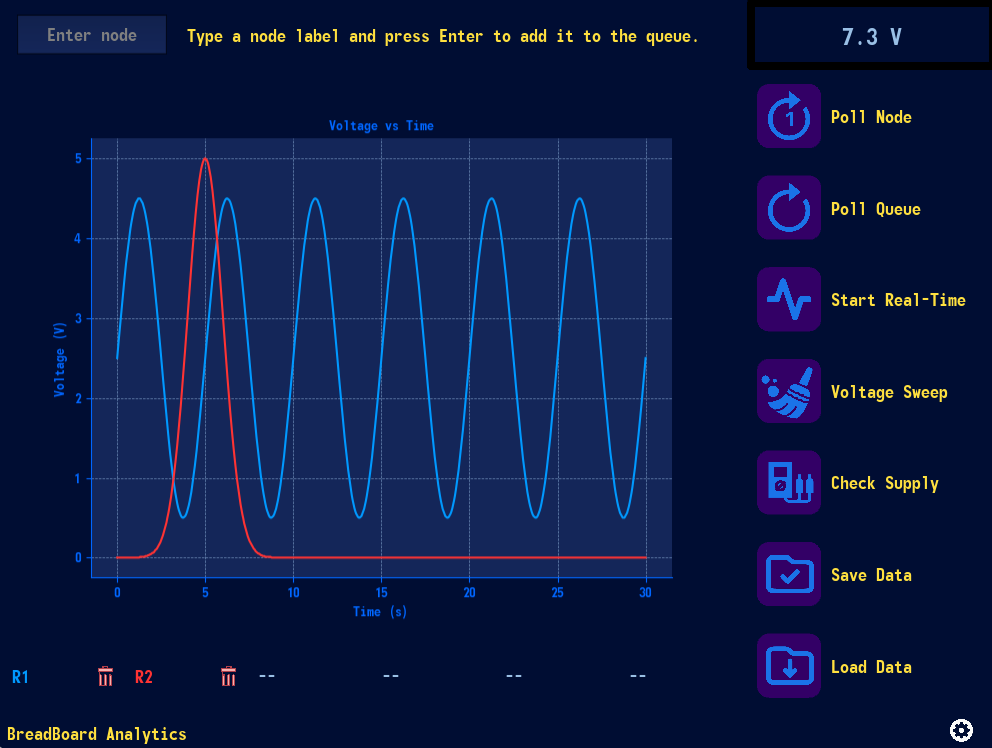 Enter node
Type a node label and press Enter to add it to the queue.
7.3 V
1
Poll Node
Poll Queue
Start Real-Time
Voltage Sweep
Check Supply
Save Data
Load Data
Voltage vs Time
5
4
3
2
1
0
Voltage (V)
0 5 10 15 20 25 30
Time (s)
R1 R2 -- -- -- --
BreadBoard Analytics